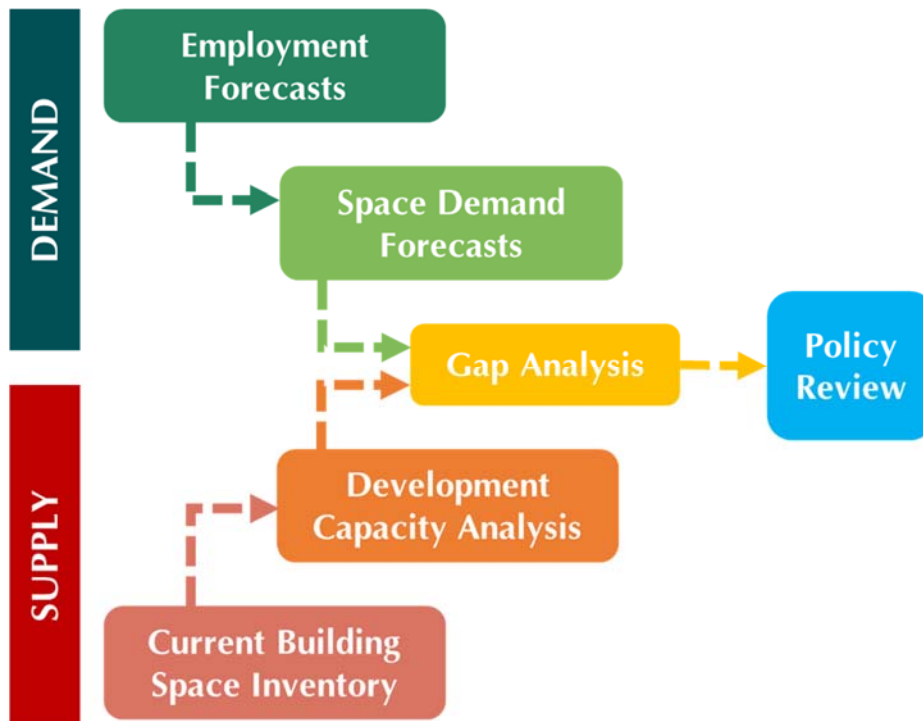 DEMAND
Employment
Forecasts
Space Demand
Forecasts
Gap Analysis
Policy
Review
SUPPLY
Development
Capacity Analysis
Current Building
Space Inventory